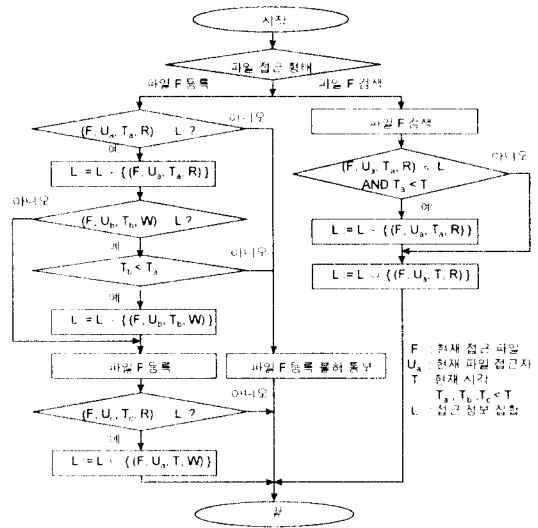 시작
파일 접근 형태
파일 F 등록
파일 F 검색
(F, Ua, Ta, R) L ?
아니오
예
L := L - {(F, Ua, Ta, R)}
아니오
(F, Ub, Tb, W) L ?
예
Tb < Ta
아니오
예
L := L - {(F, Ub, Tb, W)}
파일 F 등록
(F, Uc, Tc, R) L ?
아니오
예
L := L {(F, Ua, T, W)}
파일 F 등록 불허 통보
파일 F 검색
(F, Ua, Ta, R) L
AND Ta < T
아니오
예
L := L - {(F, Ua, Ta, R)}
L := L ∪ {(F, Ua, T, R)}
F : 현재 접근 파일
Ua : 현재 파일 접근자
T : 현재 시각
Ta, Tb, Tc < T
L : 접근 정보 집합
끝